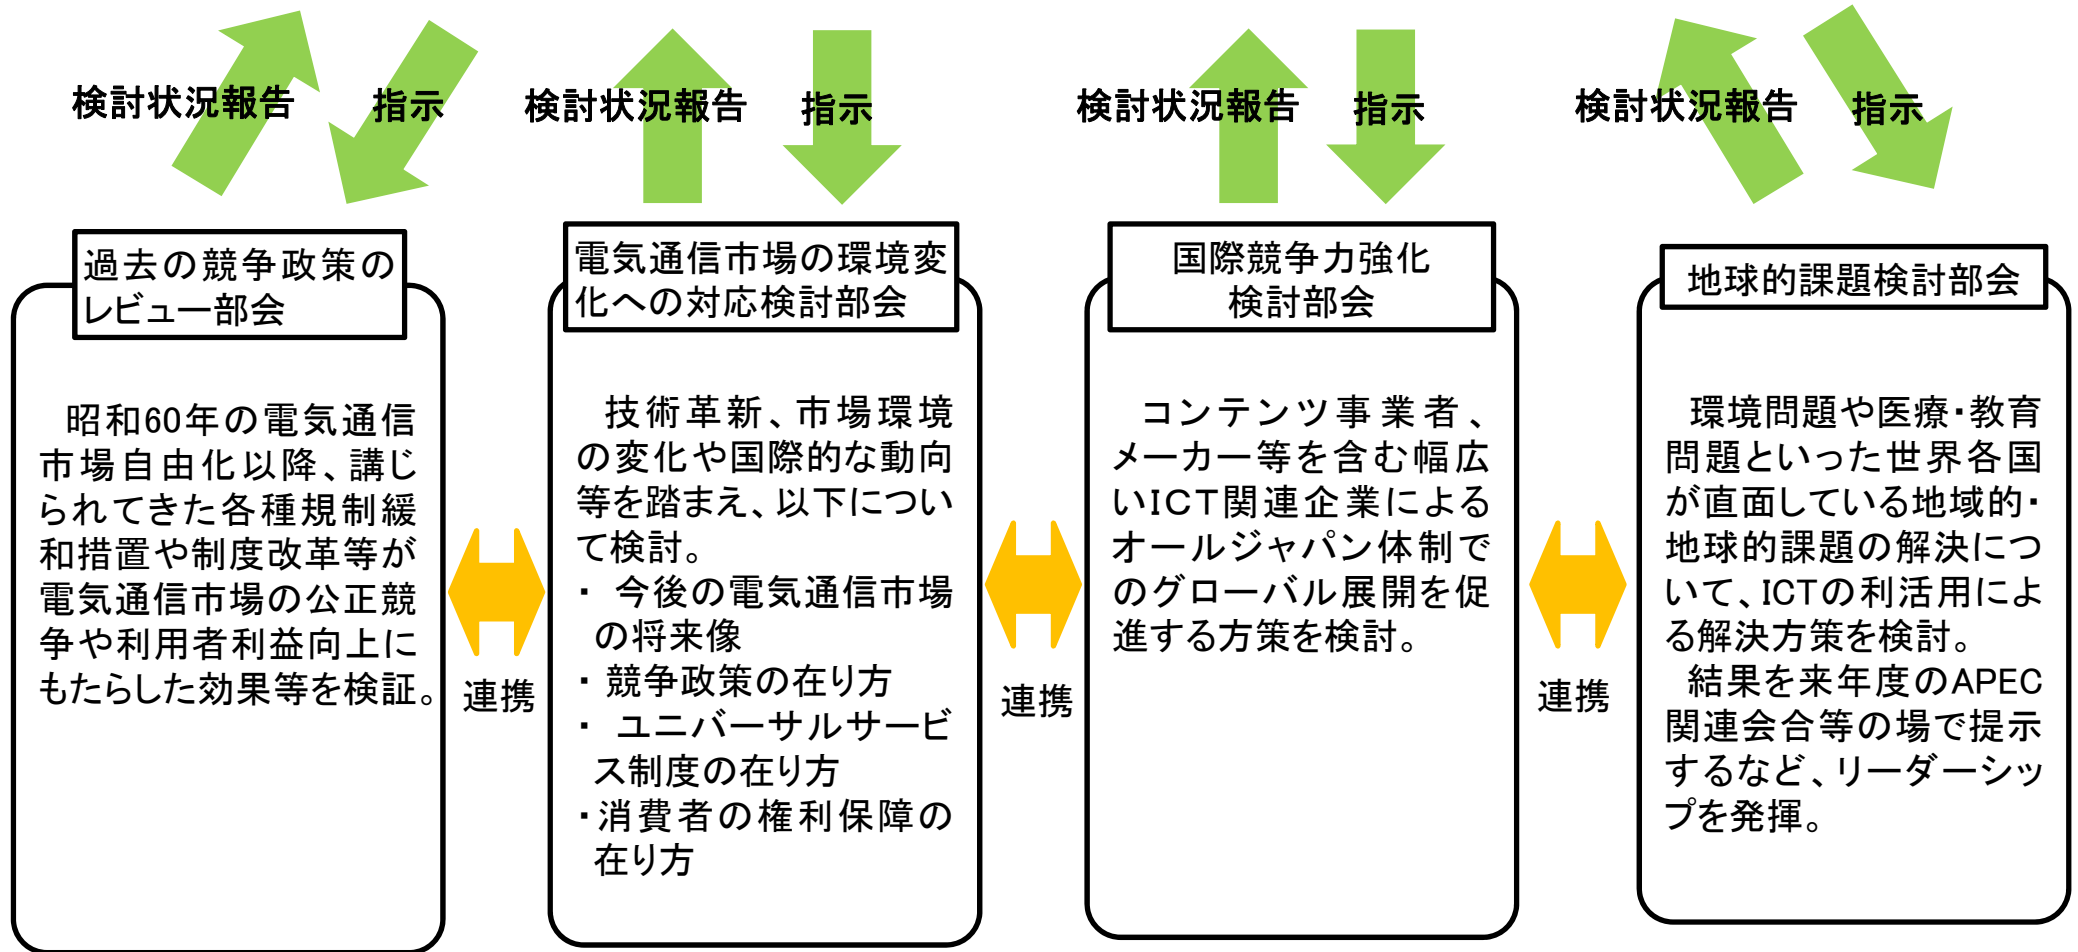 検討状況報告
指示
検討状況報告
指示
検討状況報告
指示
検討状況報告
指示
過去の競争政策の
レビュー部会
昭和60年の電気通信
市場自由化以降、講じ
られてきた各種規制緩
和措置や制度改革等が
電気通信市場の公正競
争や利用者利益向上に
もたらした効果等を検証。
連携
電気通信市場の環境変
化への対応検討部会
技術革新、市場環境
の変化や国際的な動向
等を踏まえ、以下につい
て検討。
・ 今後の電気通信市場
の将来像
・ 競争政策の在り方
・ ユニバーサルサービ
ス制度の在り方
・消費者の権利保障の
在り方
連携
国際競争力強化
検討部会
コンテンツ事業者、
メーカー等を含む幅広
いICT関連企業による
オールジャパン体制で
のグローバル展開を促
進する方策を検討。
連携
地球的課題検討部会
環境問題や医療・教育
問題といった世界各国
が直面している地域的・
地球的課題の解決につ
いて、ICTの利活用によ
る解決方策を検討。
結果を来年度のAPEC
関連会合等の場で提示
するなど、リーダーシッ
プを発揮。